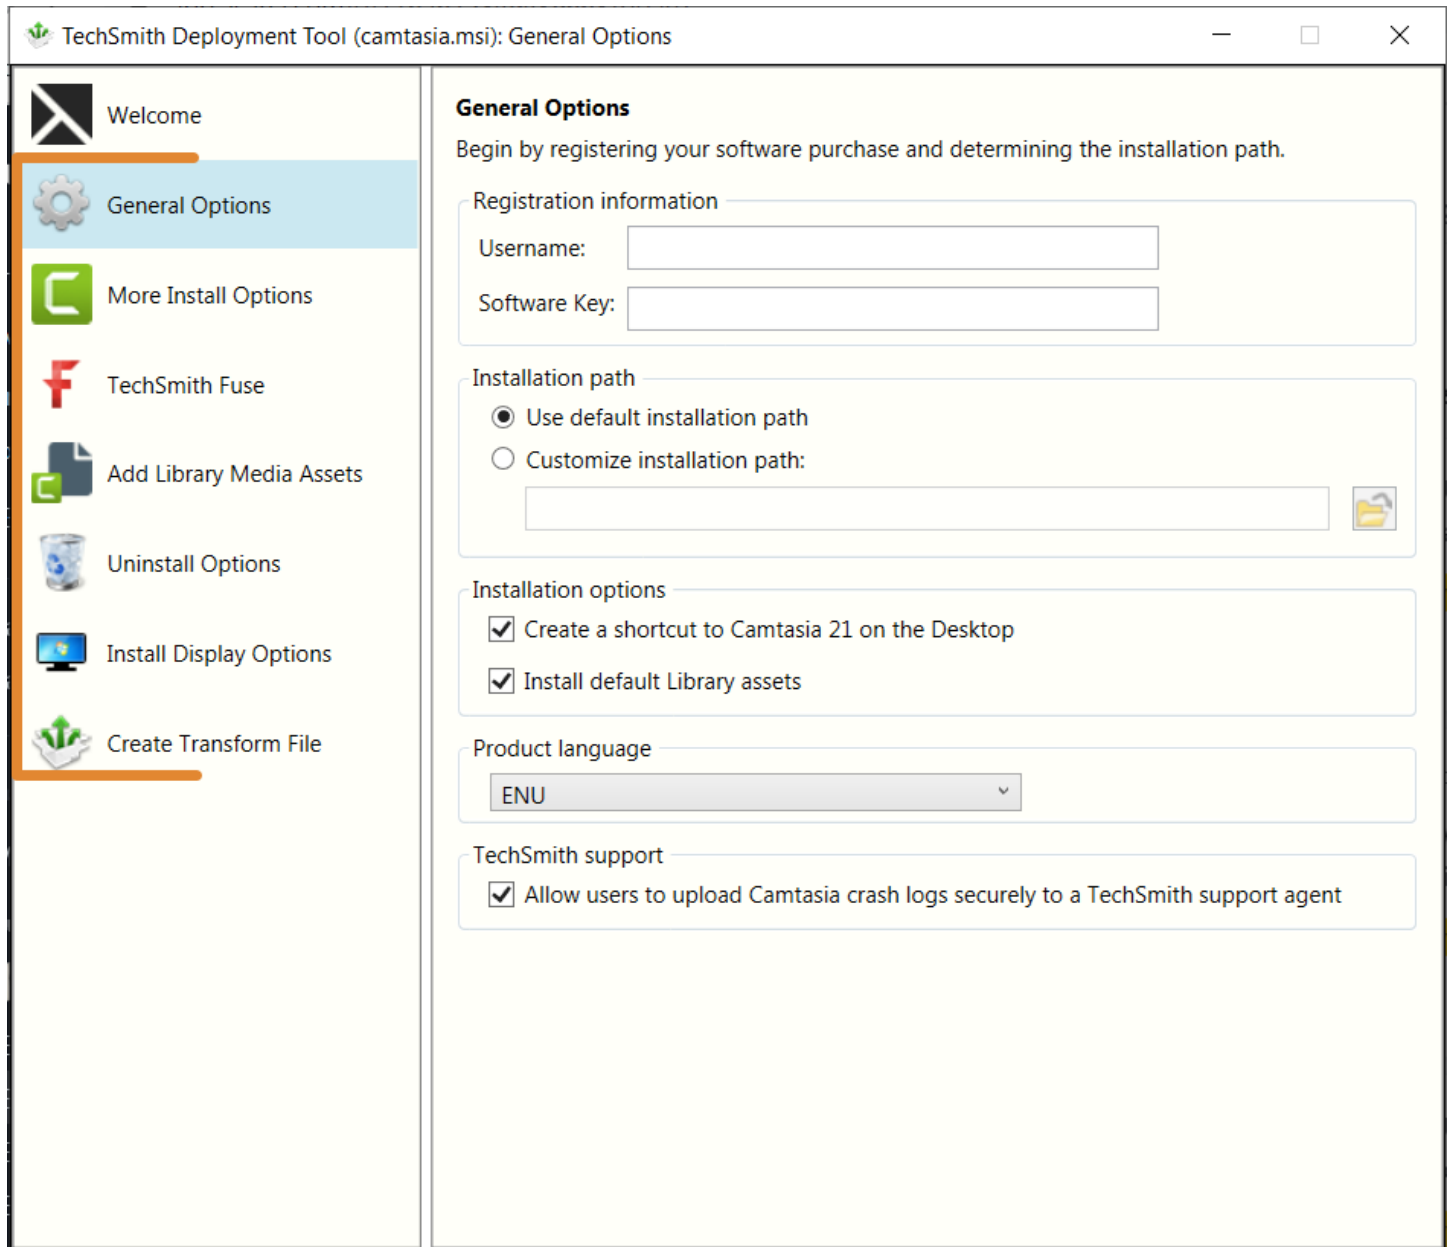 TechSmith Deployment Tool (camtasia.msi): General Options
Welcome
General Options
More Install Options
TechSmith Fuse
Add Library Media Assets
Uninstall Options
Install Display Options
Create Transform File
General Options
Begin by registering your software purchase and determining the installation path.
Registration information
Username:
Software Key:
Installation path
Use default installation path
Customize installation path:
Installation options
Create a shortcut to Camtasia 21 on the Desktop
Install default Library assets
Product language
ENU
TechSmith support
Allow users to upload Camtasia crash logs securely to a TechSmith support agent